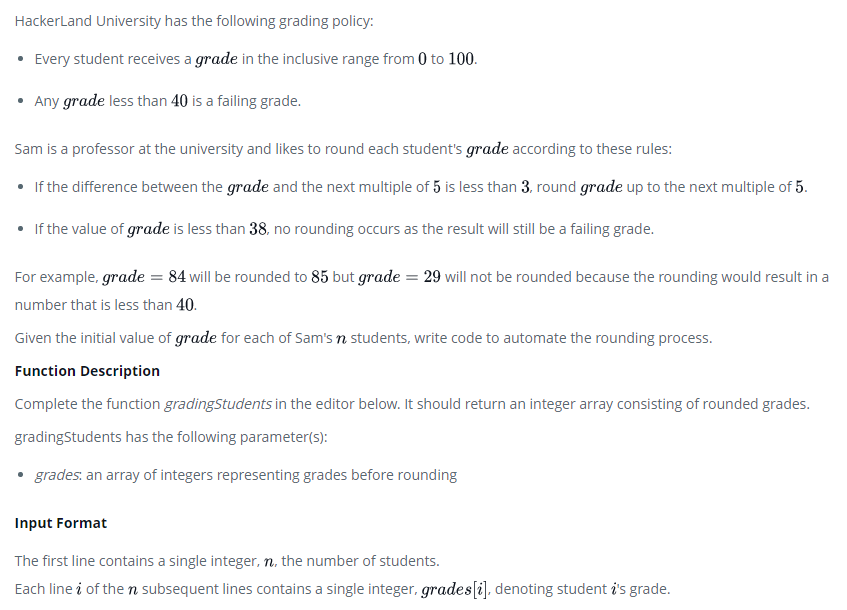 HackerLand University has the following grading policy:
• Every student receives a grade in the inclusive range from 0 to 100.
• Any grade less than 40 is a failing grade.
Sam is a professor at the university and likes to round each student's grade according to these rules:
• If the difference between the grade and the next multiple of 5 is less than 3, round grade up to the next multiple of 5.
• If the value of grade is less than 38, no rounding occurs as the result will still be a failing grade.
For example, grade = 84 will be rounded to 85 but grade = 29 will not be rounded because the rounding would result in a
number that is less than 40.
Given the initial value of grade for each of Sam's n students, write code to automate the rounding process.
Function Description
Complete the function gradingStudents in the editor below. It should return an integer array consisting of rounded grades.
gradingStudents has the following parameter(s):
• grades: an array of integers representing grades before rounding
Input Format
The first line contains a single integer, n, the number of students.
Each line i of the n subsequent lines contains a single integer, grades[i], denoting student i's grade.